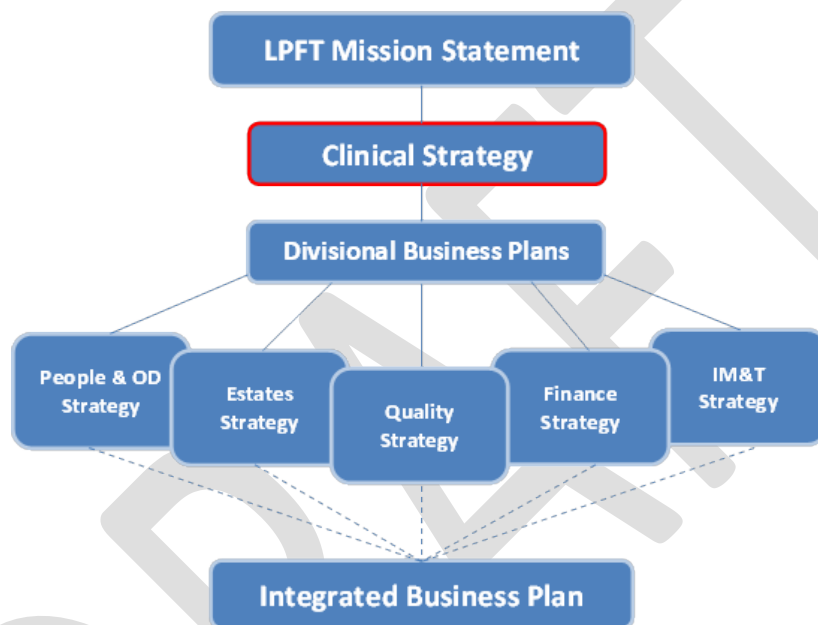 LPFT Mission Statement
Clinical Strategy
Divisional Business Plans
People & OD
Strategy
Estates
Strategy
Quality
Strategy
Finance
Strategy
IM&T
Strategy
Integrated Business Plan
DRAFT